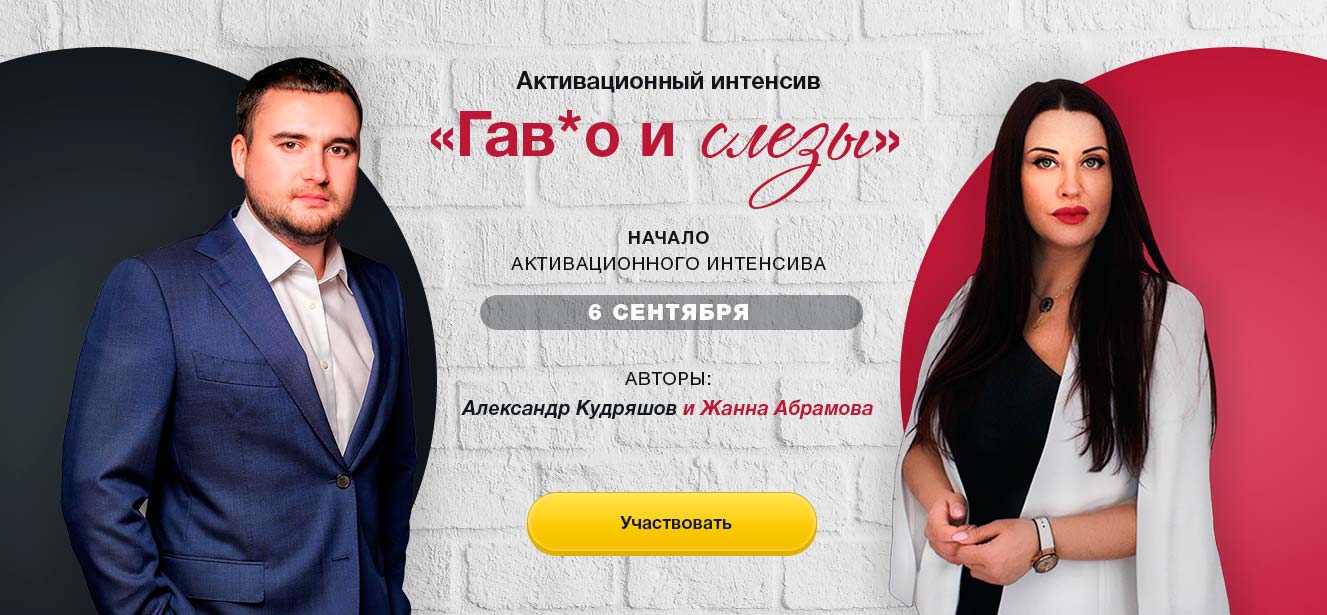 Активационный интенсив
«Гав*о и слезы»
НАЧАЛО
АКТИВАЦИОННОГО ИНТЕНСИВА
6 СЕНТЯБРЯ
АВТОРЫ:
Александр Кудряшов и Жанна Абрамова
Участвовать